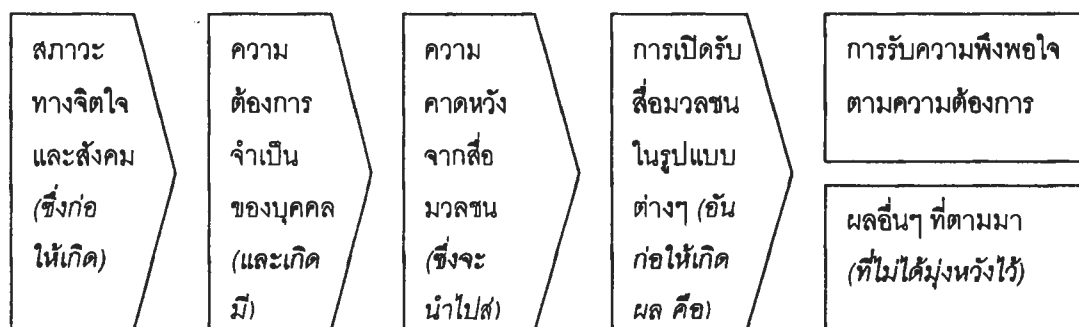 สภาวะ
ทางจิตใจ
และสังคม
(ซึ่งก่อ
ให้เกิด)
ความ
ต้องการ
จำเป็น
ของบุคคล
(และเกิด
มี)
ความ
คาดหวัง
จากสื่อ
มวลชน
(ซึ่งจะ
นำไปสู่)
การเปิดรับ
สื่อมวลชน
ในรูปแบบ
ต่างๆ (อัน
ก่อให้เกิด
ผล คือ)
การรับความพึงพอใจ
ตามความต้องการ
ผลอื่นๆ ที่ตามมา
(ที่ไม่ได้มุ่งหวังไว้)